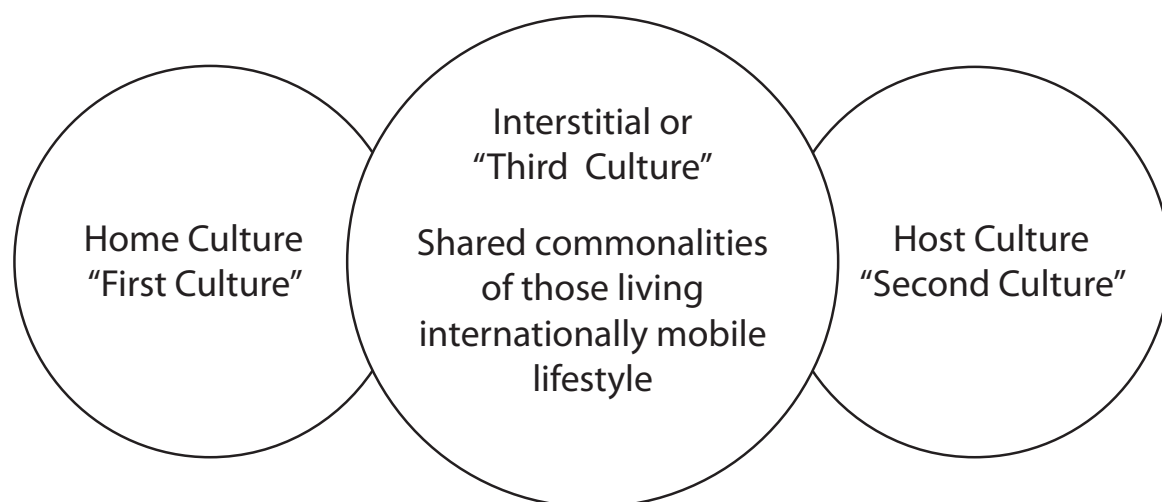 Home Culture
“First Culture”
Interstitial or
“Third Culture”
Shared commonalities
of those living
internationally mobile
lifestyle
Host Culture
“Second Culture”